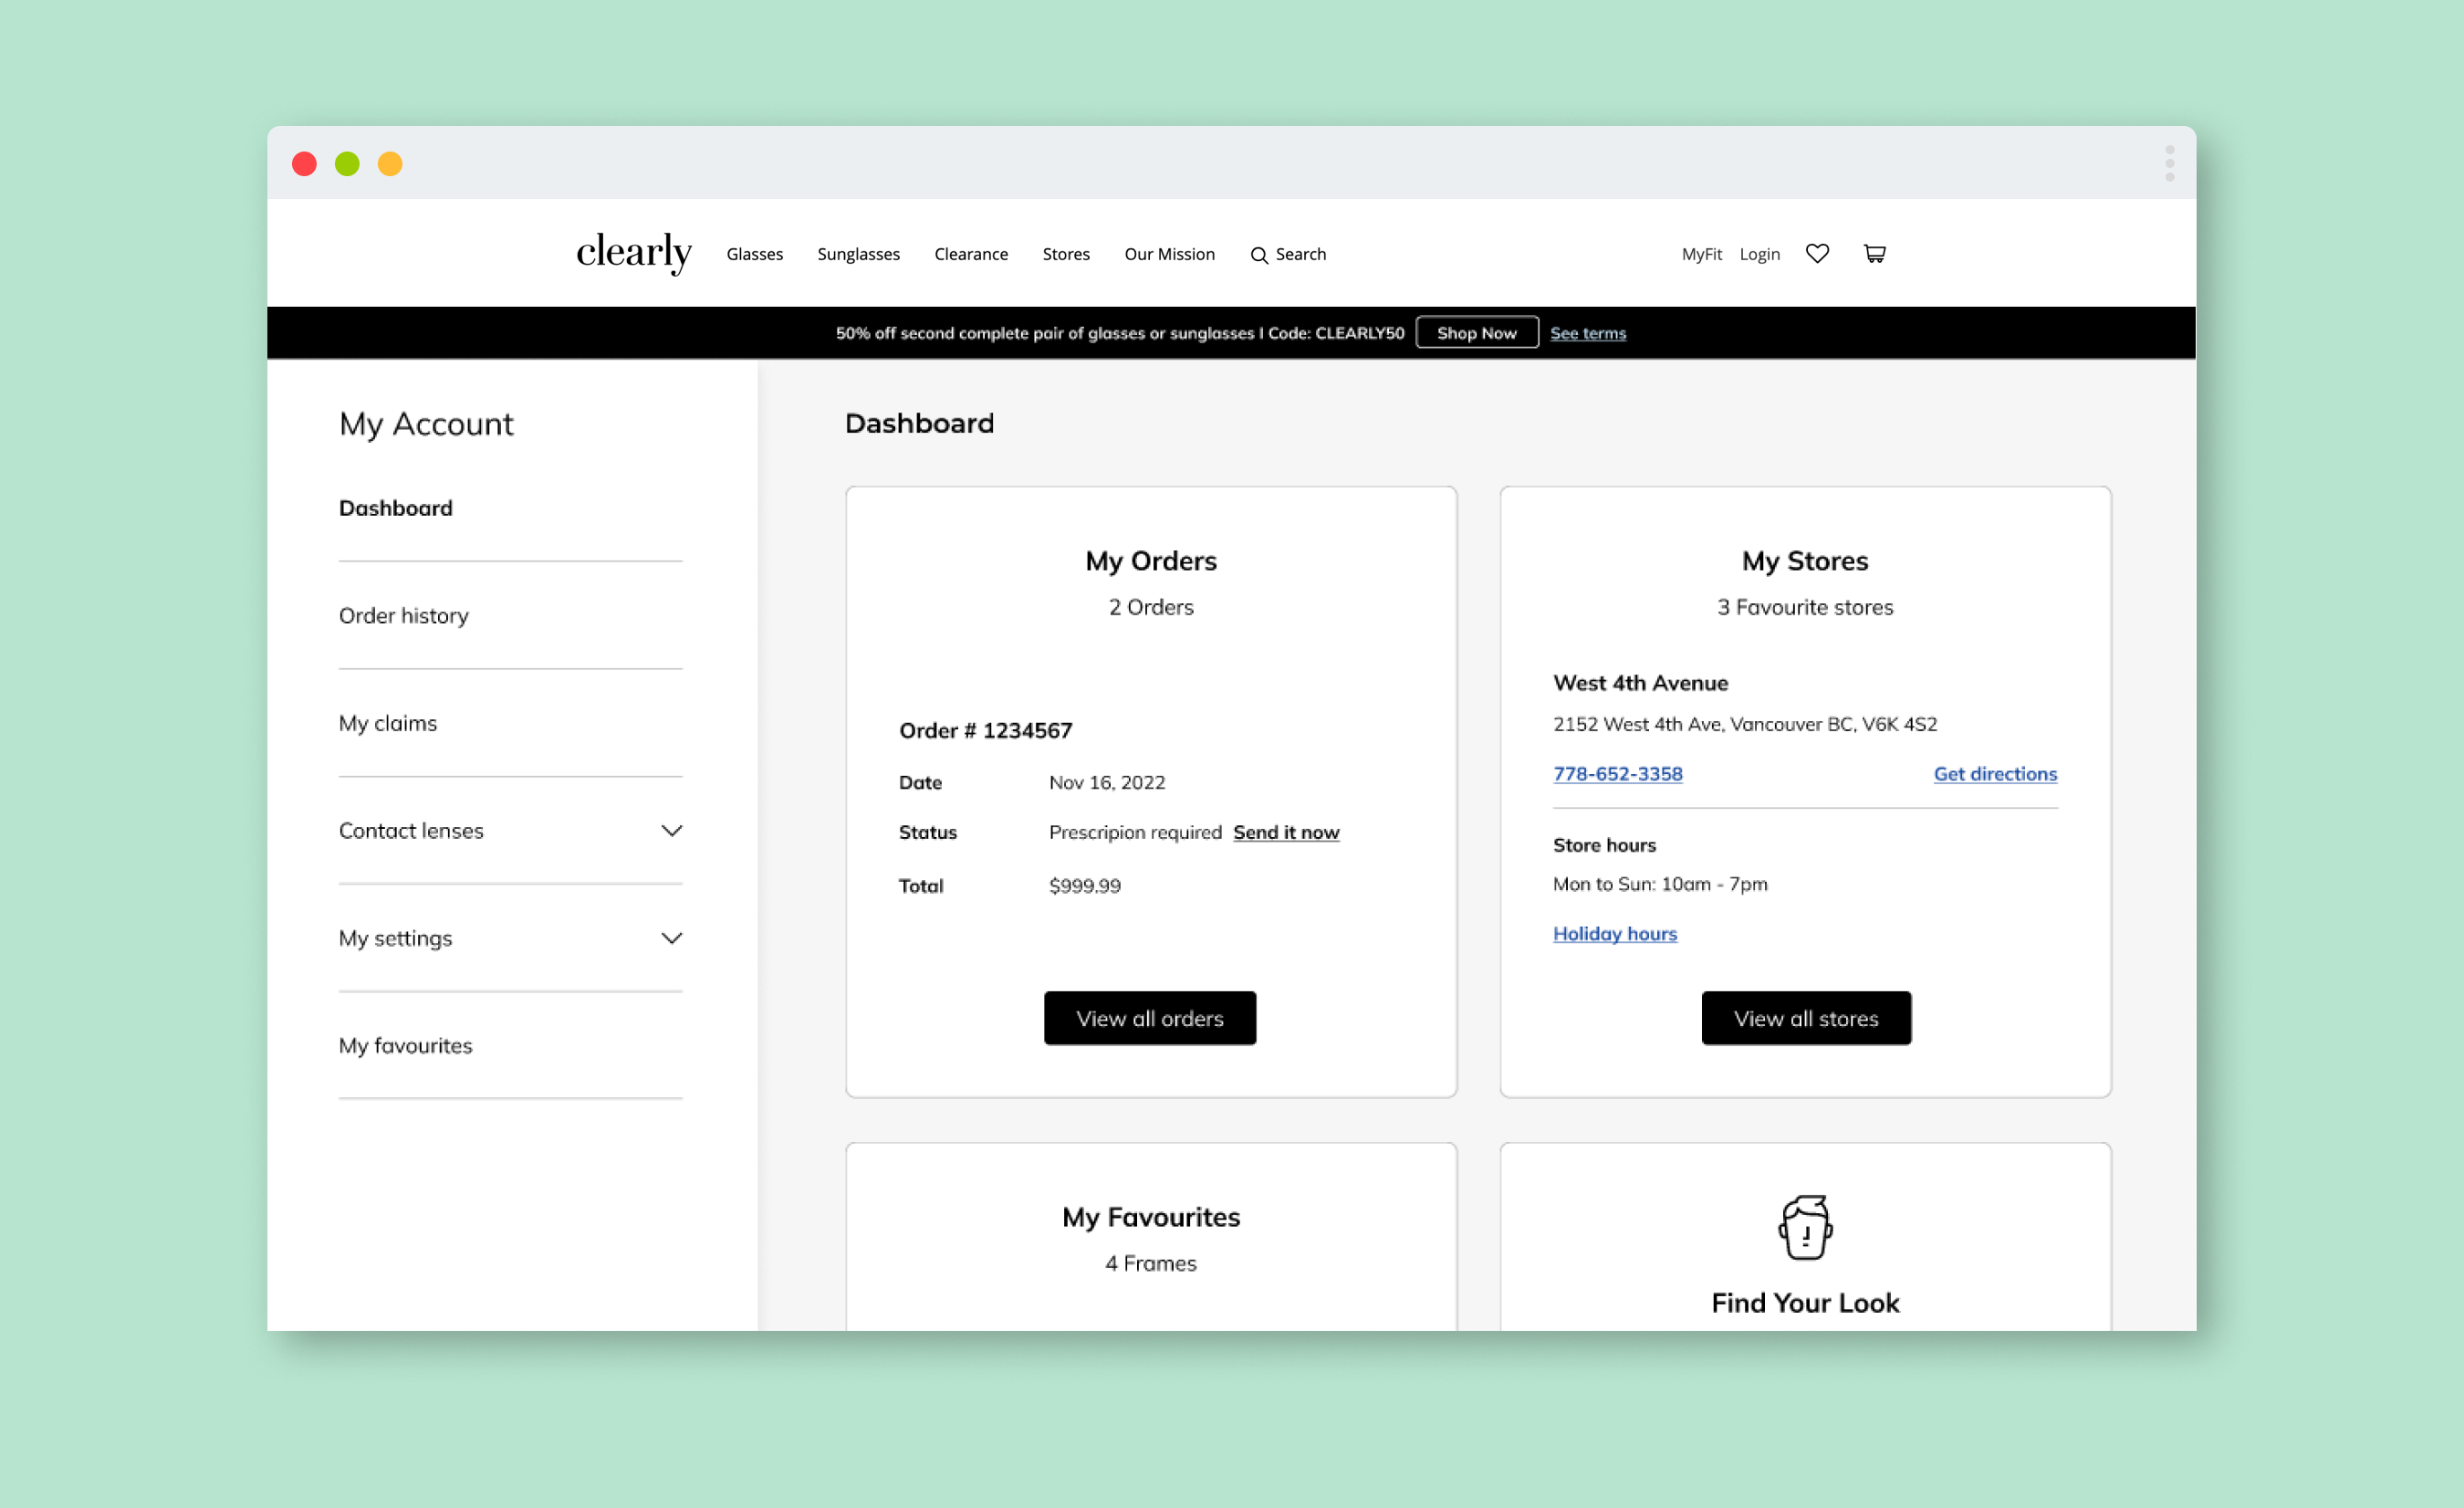 clearly
Glasses
Sunglasses
Clearance
Stores
Our Mission
Search
MyFit
Login
50% off second complete pair of glasses or sunglasses I Code: CLEARLY50
Shop Now
See terms
My Account
Dashboard
Order history
My claims
Contact lenses
My settings
My favourites
Dashboard
My Orders
2 Orders
Order # 1234567
Date Nov 16, 2022
Status Prescripion required Send it now
Total $999.99
View all orders
My Stores
3 Favourite stores
West 4th Avenue
2152 West 4th Ave, Vancouver BC, V6K 4S2
778-652-3358 Get directions
Store hours
Mon to Sun: 10am - 7pm
Holiday hours
View all stores
My Favourites
4 Frames
Find Your Look